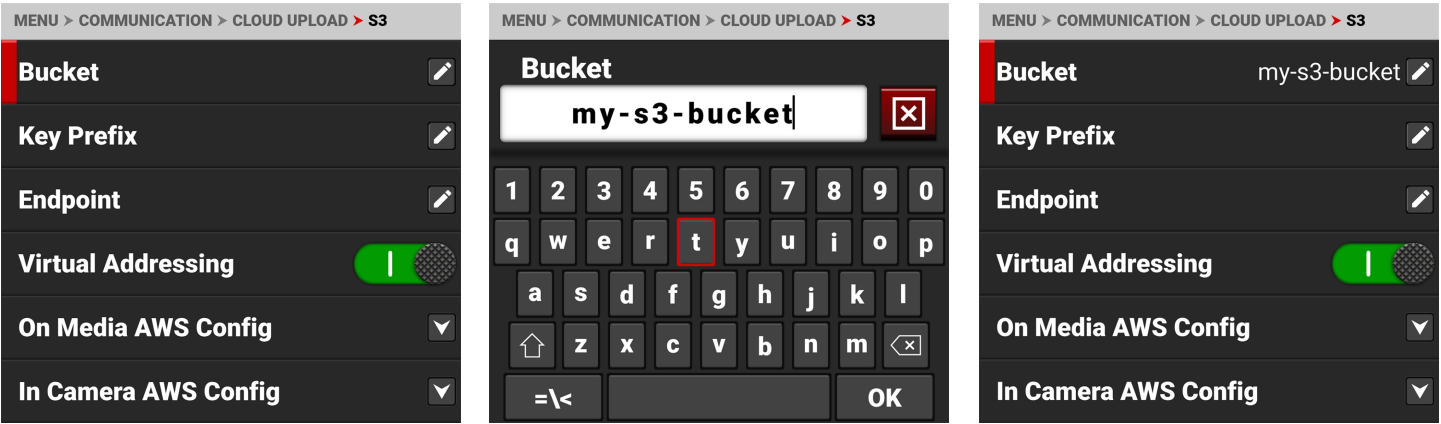 MENU > COMMUNICATION > CLOUD UPLOAD > S3
Bucket
Key Prefix
Endpoint
Virtual Addressing
On Media AWS Config
In Camera AWS Config
MENU > COMMUNICATION > CLOUD UPLOAD > S3
Bucket
my-s3-bucket
1 2 3 4 5 6 7 8 9 0
q w e r t y u i o p
a s d f g h j k l
z x c v b n m
=\< OK
MENU > COMMUNICATION > CLOUD UPLOAD > S3
Bucket my-s3-bucket
Key Prefix
Endpoint
Virtual Addressing
On Media AWS Config
In Camera AWS Config